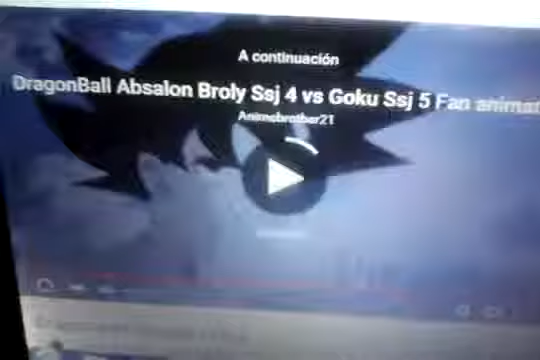 A continuación
DragonBall Absalon Broly Ssj 4 vs Goku Ssj 5 Fan animat
Animebrother21